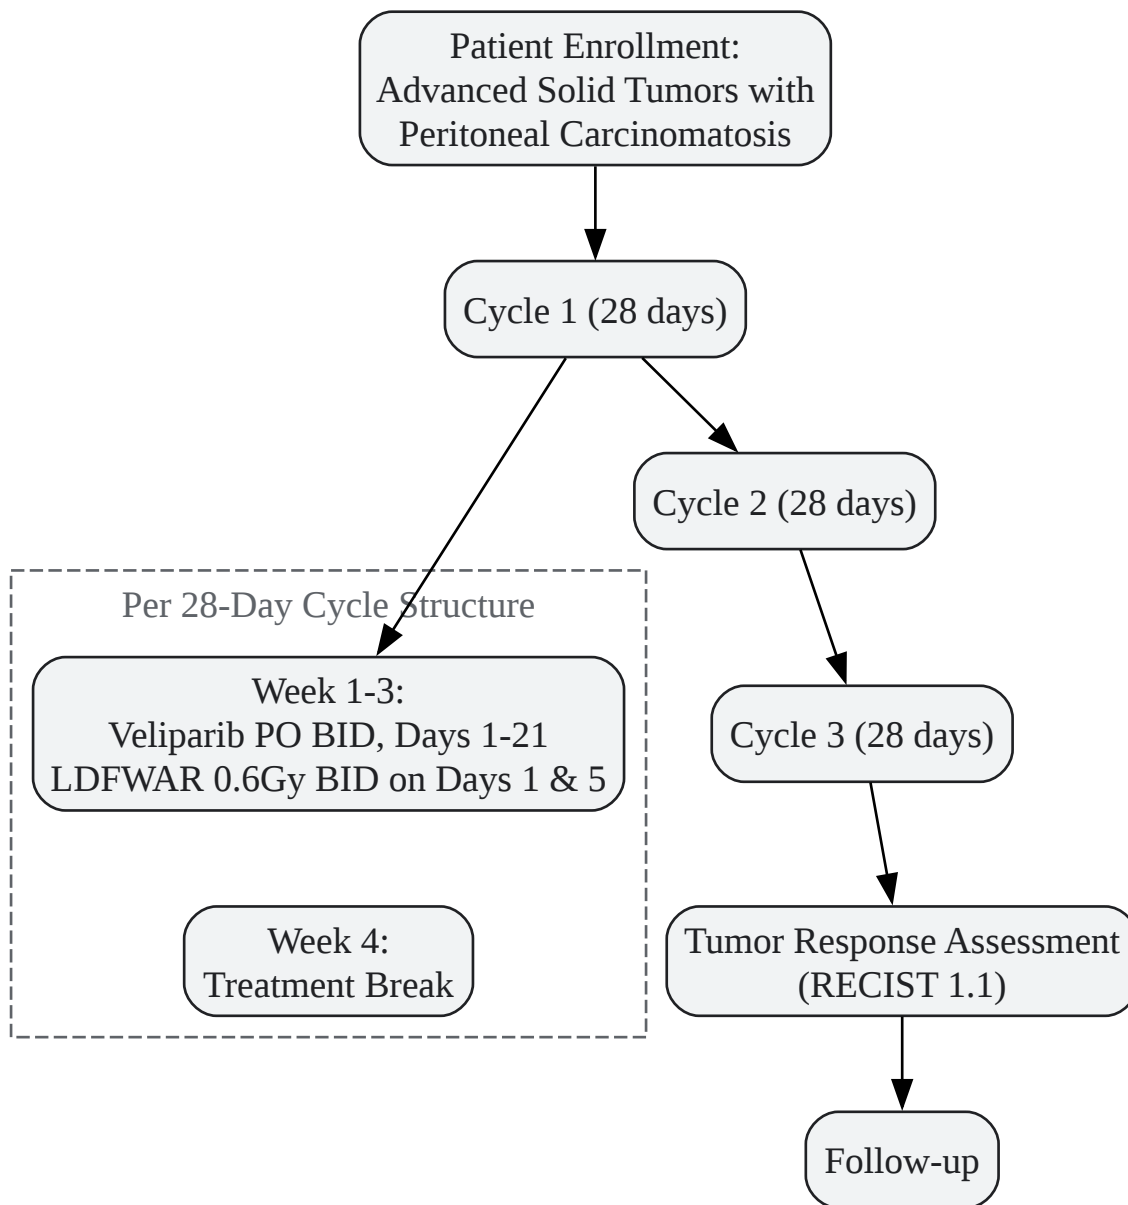 Patient Enrollment:
Advanced Solid Tumors with
Peritoneal Carcinomatosis
Cycle 1 (28 days)
Cycle 2 (28 days)
Per 28-Day Cycle Structure
Week 1-3:
Veliparib PO BID, Days 1-21
LDFWAR 0.6Gy BID on Days 1 & 5
Cycle 3 (28 days)
Week 4:
Treatment Break
Tumor Response Assessment
(RECIST 1.1)
Follow-up